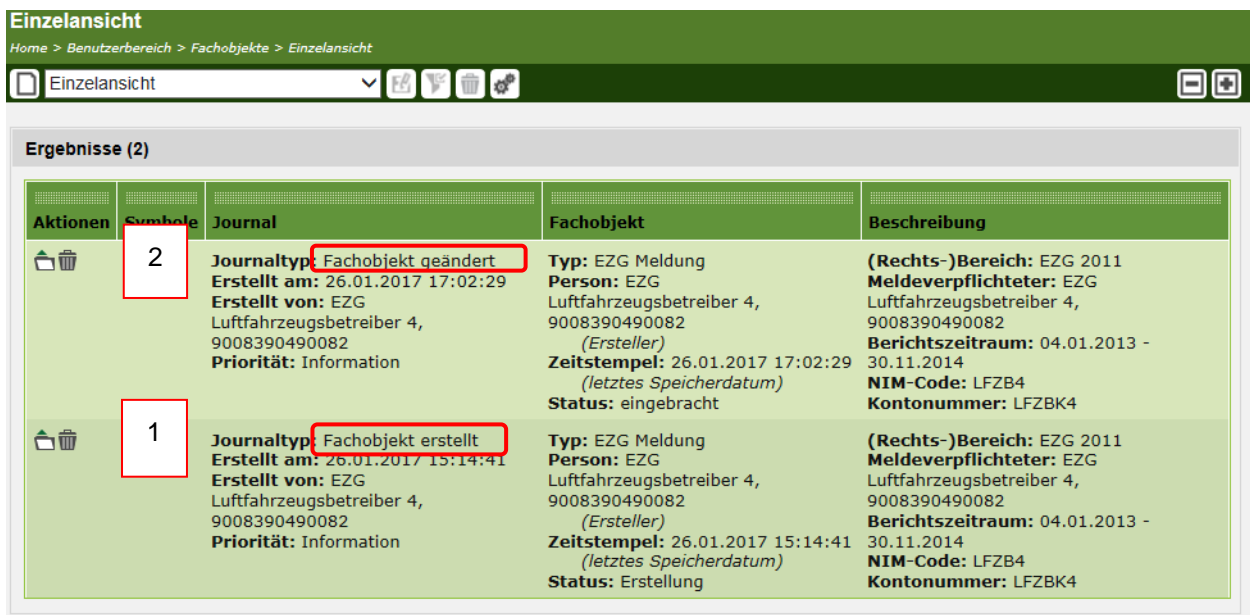 Einzelansicht
Home > Benutzerbereich > Fachobjekte > Einzelansicht
Einzelansicht
Ergebnisse (2)
Aktionen Symbole Journal Fachobjekt Beschreibung
2
Journaltyp: Fachobjekt geändert
Erstellt am: 26.01.2017 17:02:29
Erstellt von: EZG
Luftfahrzeugsbetreiber 4,
9008390490082
Priorität: Information
Typ: EZG Meldung
Person: EZG
Luftfahrzeugsbetreiber 4,
9008390490082
(Ersteller)
Zeitstempel: 26.01.2017 17:02:29
(letztes Speicherdatum)
Status: eingebracht
(Rechts-)Bereich: EZG 2011
Meldeverpflichteter: EZG
Luftfahrzeugsbetreiber 4,
9008390490082
Berichtszeitraum: 04.01.2013 -
30.11.2014
NIM-Code: LFZB4
Kontonummer: LFZBK4
1
Journaltyp: Fachobjekt erstellt
Erstellt am: 26.01.2017 15:14:41
Erstellt von: EZG
Luftfahrzeugsbetreiber 4,
9008390490082
Priorität: Information
Typ: EZG Meldung
Person: EZG
Luftfahrzeugsbetreiber 4,
9008390490082
(Ersteller)
Zeitstempel: 26.01.2017 15:14:41
(letztes Speicherdatum)
Status: Erstellung
(Rechts-)Bereich: EZG 2011
Meldeverpflichteter: EZG
Luftfahrzeugsbetreiber 4,
9008390490082
Berichtszeitraum: 04.01.2013 -
30.11.2014
NIM-Code: LFZB4
Kontonummer: LFZBK4